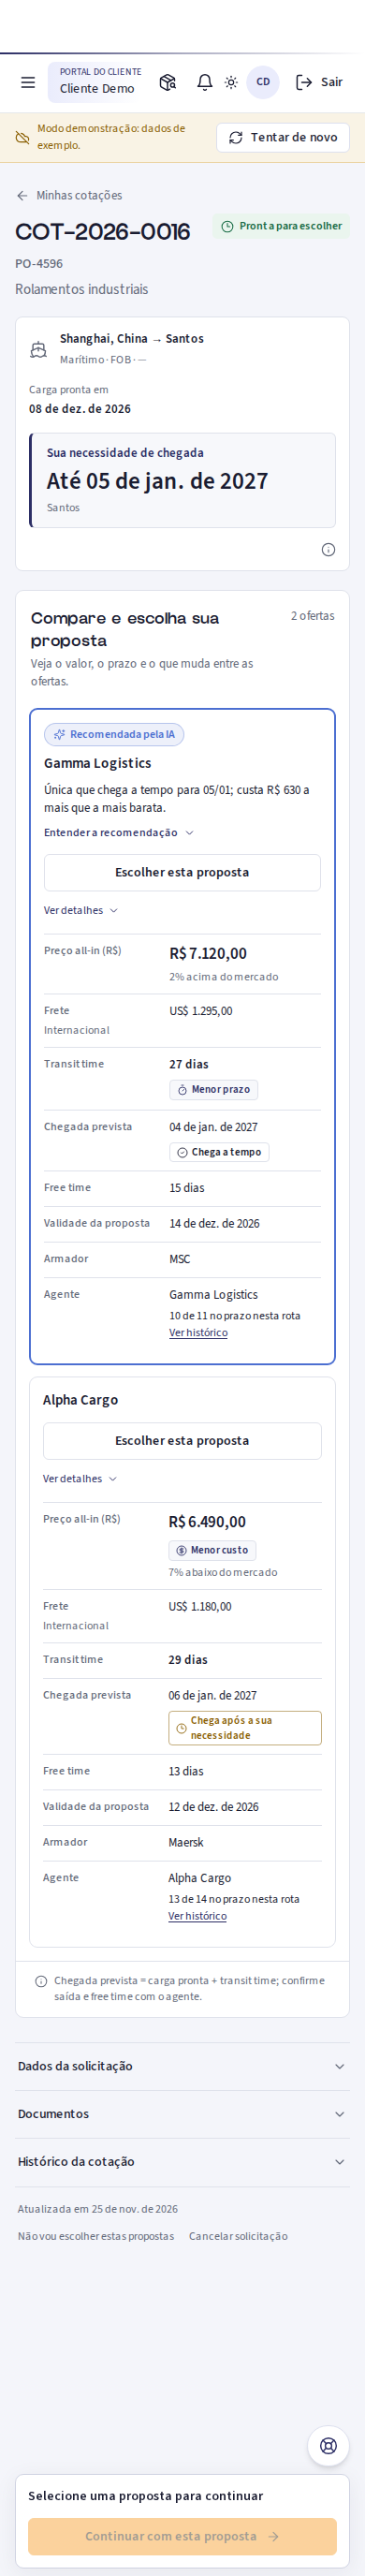 PORTAL DO CLIENTE
Cliente Demo
CD
Sair
Modo demonstração: dados de
exemplo.
Tentar de novo
Minhas cotações
COT-2026-0016
Pronta para escolher
PO-4596
Rolamentos industriais
Shanghai, China → Santos
Marítimo · FOB · —
Carga pronta em
08 de dez. de 2026
Sua necessidade de chegada
Até 05 de jan. de 2027
Santos
Compare e escolha sua
proposta
2 ofertas
Veja o valor, o prazo e o que muda entre as
ofertas.
Recomendada pela IA
Gamma Logistics
Única que chega a tempo para 05/01; custa R$ 630 a
mais que a mais barata.
Entender a recomendação
Escolher esta proposta
Ver detalhes
Preço all-in (R$)
R$ 7.120,00
2% acima do mercado
Frete
Internacional
US$ 1.295,00
Transit time
27 dias
Menor prazo
Chegada prevista
04 de jan. de 2027
Chega a tempo
Free time
15 dias
Validade da proposta
14 de dez. de 2026
Armador
MSC
Agente
Gamma Logistics
10 de 11 no prazo nesta rota
Ver histórico
Alpha Cargo
Escolher esta proposta
Ver detalhes
Preço all-in (R$)
R$ 6.490,00
Menor custo
7% abaixo do mercado
Frete
Internacional
US$ 1.180,00
Transit time
29 dias
Chegada prevista
06 de jan. de 2027
Chega após a sua
necessidade
Free time
13 dias
Validade da proposta
12 de dez. de 2026
Armador
Maersk
Agente
Alpha Cargo
13 de 14 no prazo nesta rota
Ver histórico
Chegada prevista = carga pronta + transit time; confirme
saída e free time com o agente.
Dados da solicitação
Documentos
Histórico da cotação
Atualizada em 25 de nov. de 2026
Não vou escolher estas propostas
Cancelar solicitação
Selecione uma proposta para continuar
Continuar com esta proposta